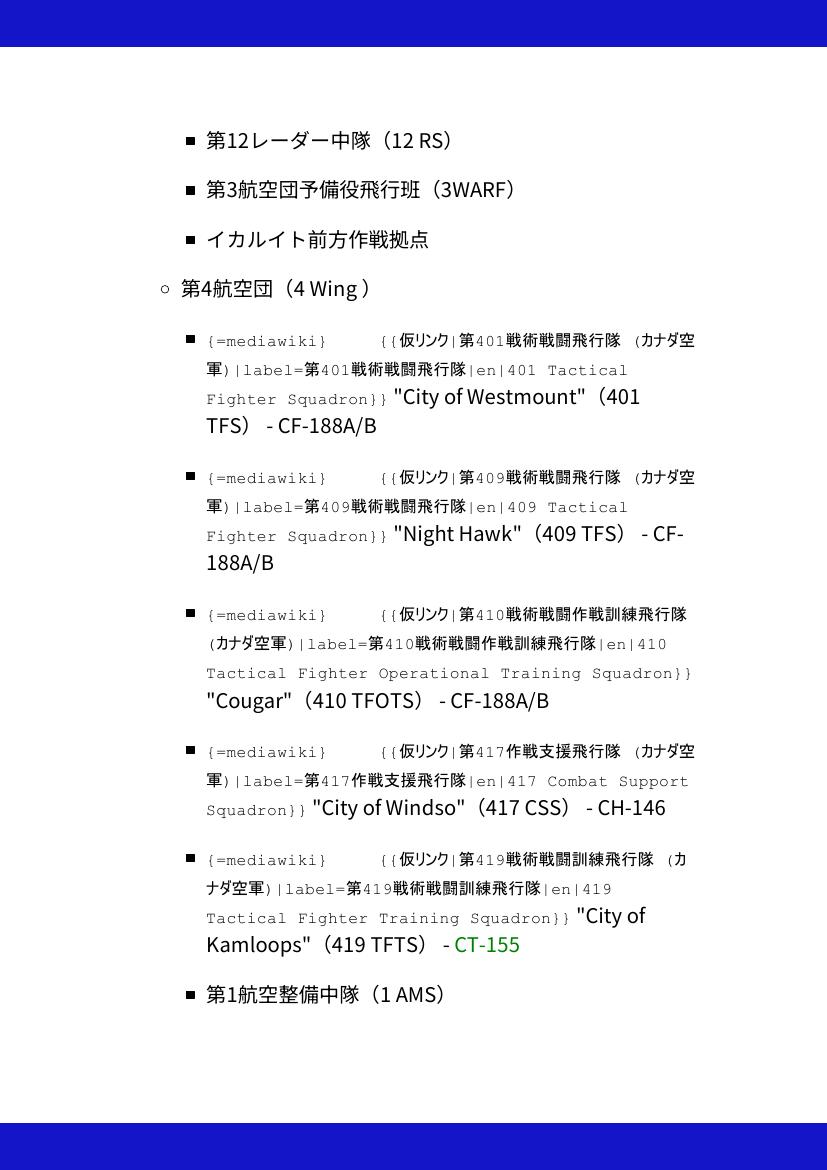 第12レーダー中隊（12 RS）
第3航空団予備役飛行班（3WARF）
イカルイト前方作戦拠点
第4航空団（4 Wing ）
{=mediawiki} {{仮リンク|第401戦術戦闘飛行隊 (カナダ空
軍)|label=第401戦術戦闘飛行隊|en|401 Tactical
Fighter Squadron}} "City of Westmount"（401
TFS） - CF-188A/B
{=mediawiki} {{仮リンク|第409戦術戦闘飛行隊 (カナダ空
軍)|label=第409戦術戦闘飛行隊|en|409 Tactical
Fighter Squadron}} "Night Hawk"（409 TFS） - CF-
188A/B
{=mediawiki} {{仮リンク|第410戦術戦闘作戦訓練飛行隊
(カナダ空軍)|label=第410戦術戦闘作戦訓練飛行隊|en|410
Tactical Fighter Operational Training Squadron}}
"Cougar"（410 TFOTS） - CF-188A/B
{=mediawiki} {{仮リンク|第417作戦支援飛行隊 (カナダ空
軍)|label=第417作戦支援飛行隊|en|417 Combat Support
Squadron}} "City of Windso"（417 CSS） - CH-146
{=mediawiki} {{仮リンク|第419戦術戦闘訓練飛行隊 (カ
ナダ空軍)|label=第419戦術戦闘訓練飛行隊|en|419
Tactical Fighter Training Squadron}} "City of
Kamloops"（419 TFTS） - CT-155
第1航空整備中隊（1 AMS）